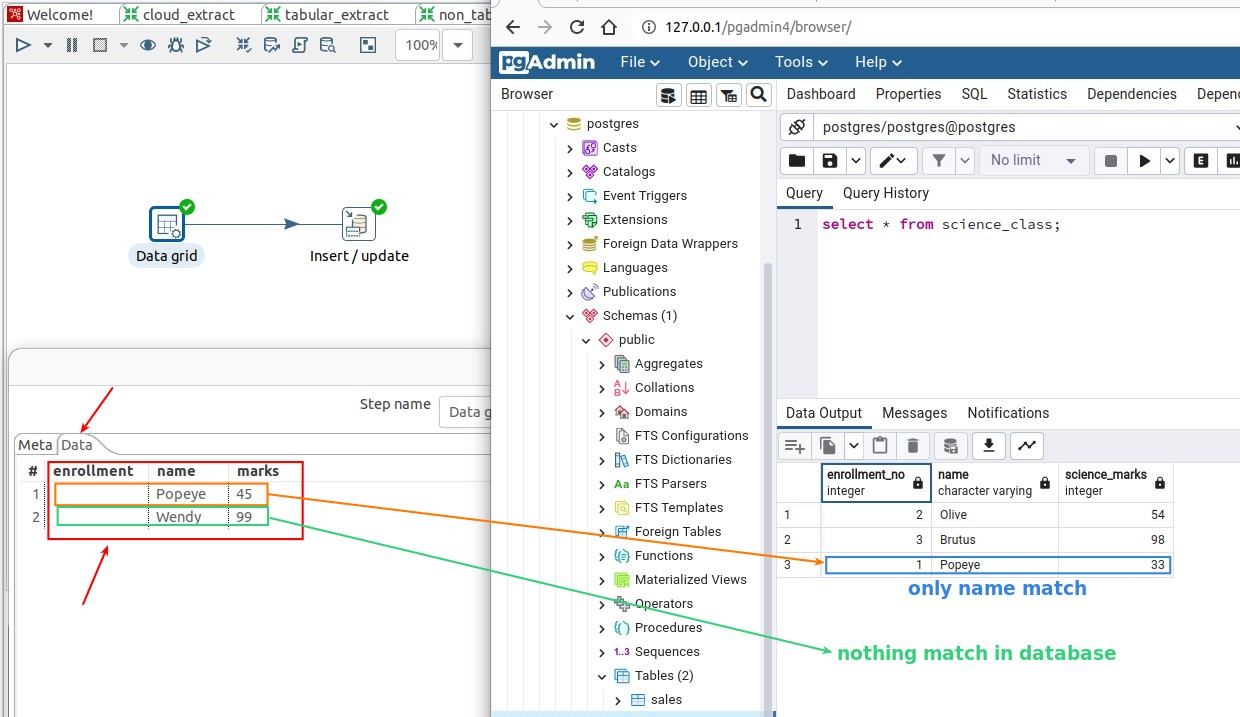 Welcome!
cloud_extract
tabular_extract
non_tab
100%
Data grid
Insert / update
Step name
Data g
Meta
Data
# enrollment name marks
1 Popeye 45
2 Wendy 99
127.0.0.1/pgadmin4/browser/
pgAdmin
File
Object
Tools
Help
Browser
postgres
Casts
Catalogs
Event Triggers
Extensions
Foreign Data Wrappers
Languages
Publications
Schemas (1)
public
Aggregates
Collations
Domains
FTS Configurations
FTS Dictionaries
Aa FTS Parsers
FTS Templates
Foreign Tables
Functions
Materialized Views
Operators
Procedures
1..3 Sequences
Tables (2)
sales
Dashboard
Properties
SQL
Statistics
Dependencies
Depen
postgres/postgres@postgres
No limit
E
Query
Query History
1 select * from science_class;
Data Output
Messages
Notifications
enrollment_no name science_marks
integer character varying integer
1 2 Olive 54
2 3 Brutus 98
3 1 Popeye 33
only name match
nothing match in database